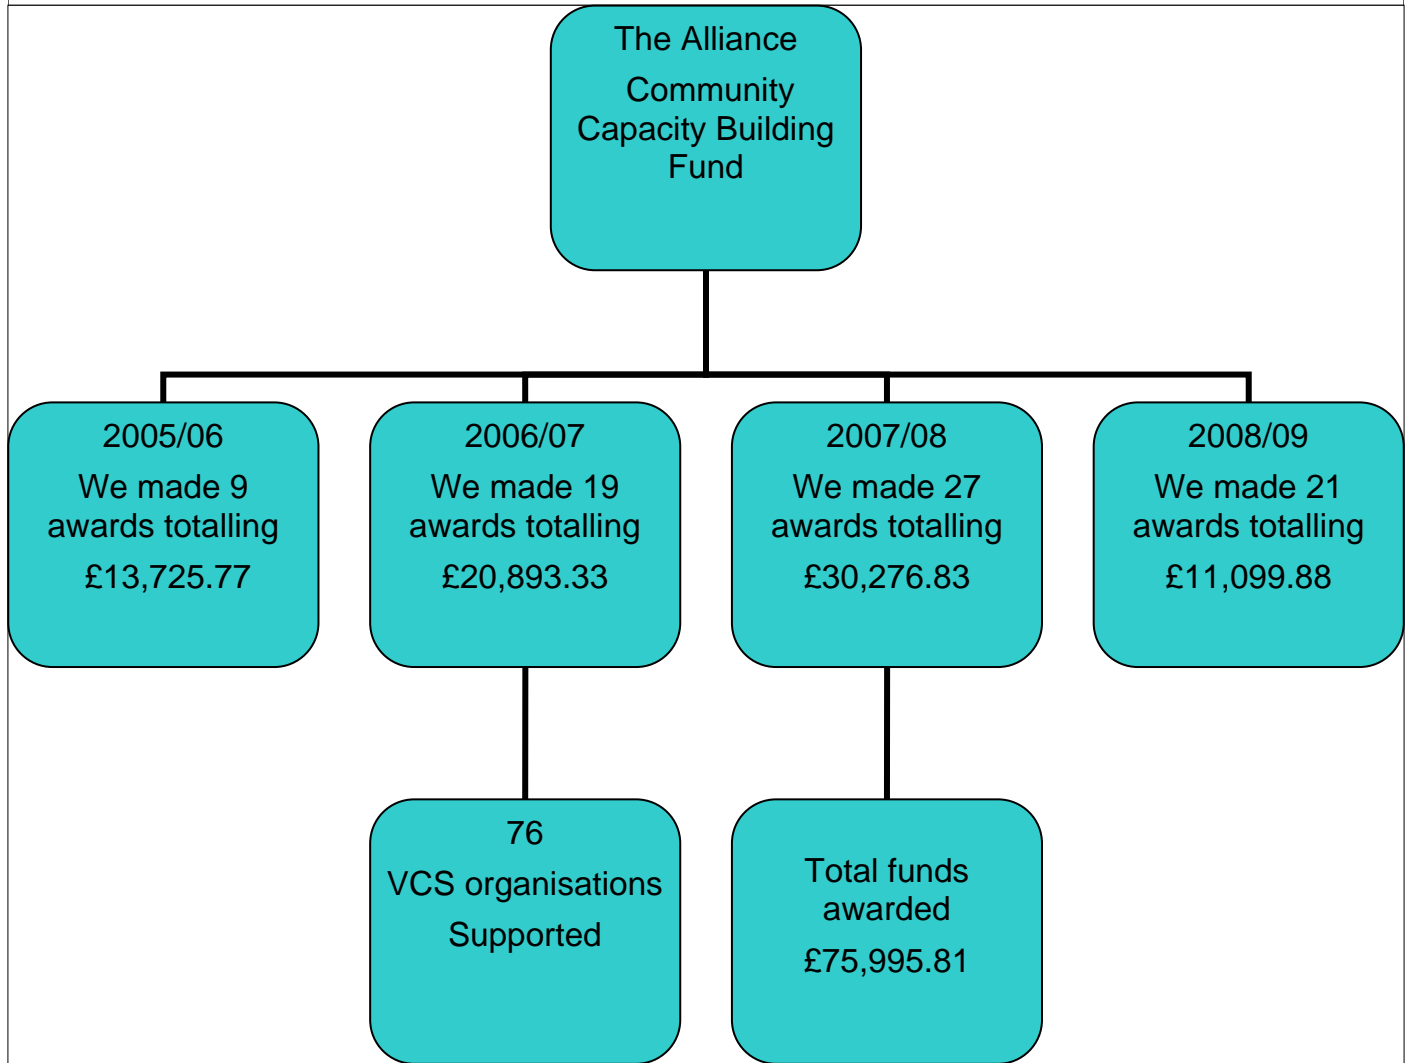 The Alliance
Community
Capacity Building
Fund
2005/06
We made 9
awards totalling
£13,725.77
2006/07
We made 19
awards totalling
£20,893.33
2007/08
We made 27
awards totalling
£30,276.83
2008/09
We made 21
awards totalling
£11,099.88
76
VCS organisations
Supported
Total funds
awarded
£75,995.81